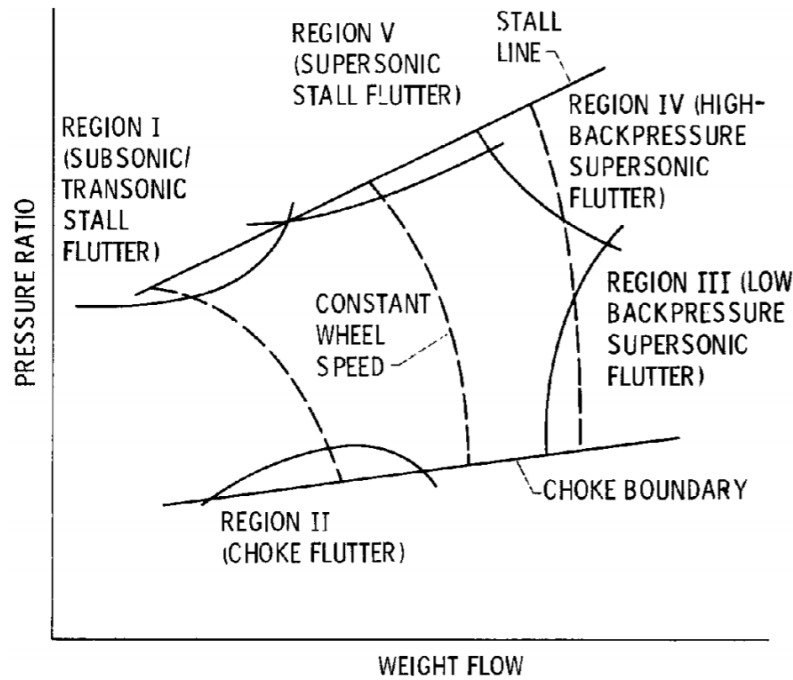 STALL
LINE
REGION V
(SUPERSONIC
STALL FLUTTER)
REGION IV (HIGH-
BACKPRESSURE
SUPERSONIC
FLUTTER)
REGION I
(SUBSONIC/
TRANSONIC
STALL
FLUTTER)
PRESSURE RATIO
CONSTANT
WHEEL
SPEED
REGION III (LOW
BACKPRESSURE
SUPERSONIC
FLUTTER)
CHOKE BOUNDARY
REGION II
(CHOKE FLUTTER)
WEIGHT FLOW